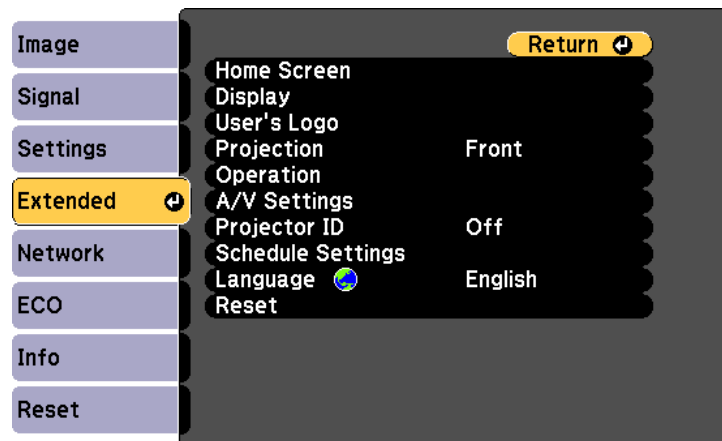 Image
Signal
Settings
Extended
Network
ECO
Info
Reset
Return
Home Screen
Display
User's Logo
Projection Front
Operation
A/V Settings
Projector ID Off
Schedule Settings
Language English
Reset